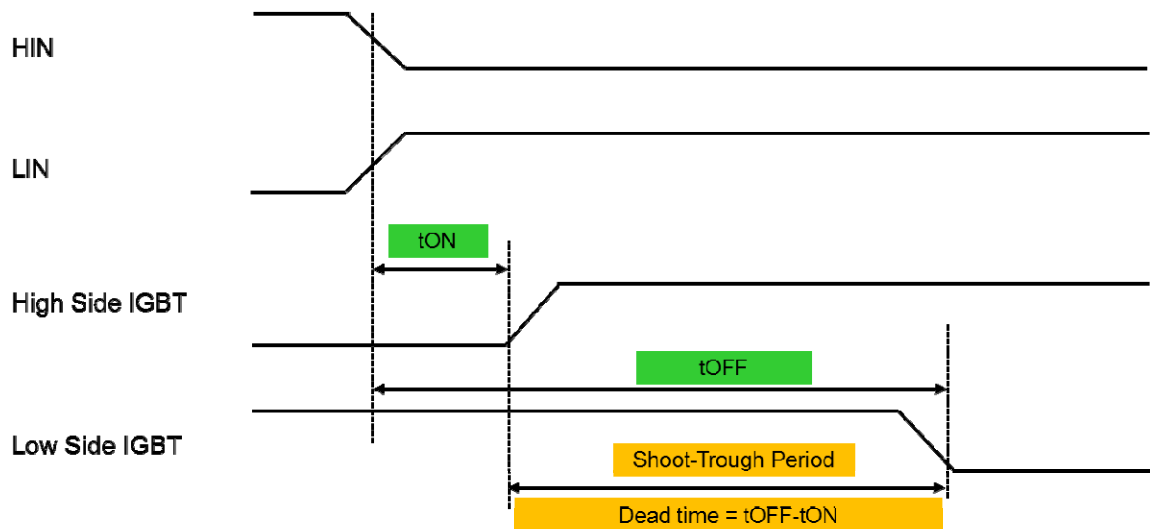 HIN
LIN
tON
High Side IGBT
tOFF
Low Side IGBT
Shoot-Trough Period
Dead time = tOFF-tON